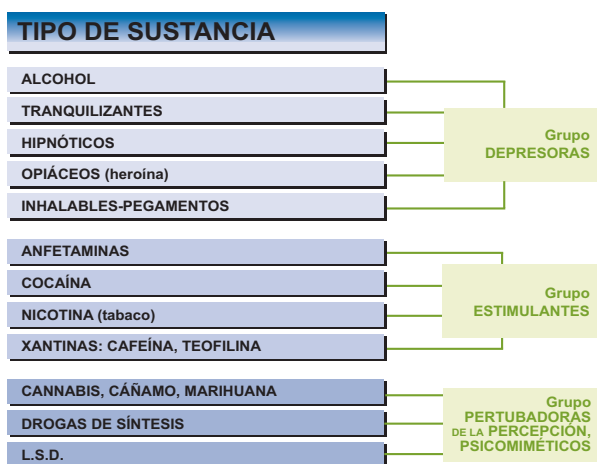 TIPO DE SUSTANCIA
ALCOHOL
TRANQUILIZANTES
HIPNÓTICOS
OPIÁCEOS (heroína)
INHALABLES-PEGAMENTOS
Grupo
DEPRESORAS
ANFETAMINAS
COCAÍNA
NICOTINA (tabaco)
XANTINAS: CAFEÍNA, TEOFILINA
Grupo
ESTIMULANTES
CANNABIS, CÁÑAMO, MARIHUANA
DROGAS DE SÍNTESIS
L.S.D.
Grupo
PERTUBADORAS
DE LA PERCEPCIÓN,
PSICOMIMÉTICOS